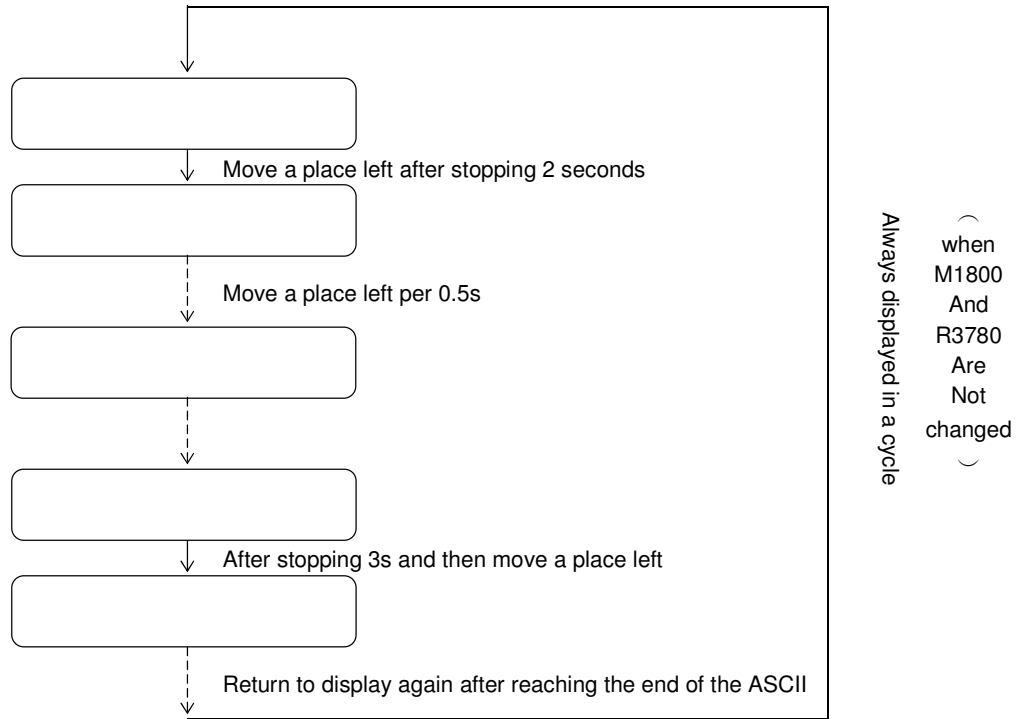 Move a place left after stopping 2 seconds
Move a place left per 0.5s
After stopping 3s and then move a place left
Return to display again after reaching the end of the ASCII
Always displayed in a cycle
(
when
M1800
And
R3780
Are
Not
changed
)